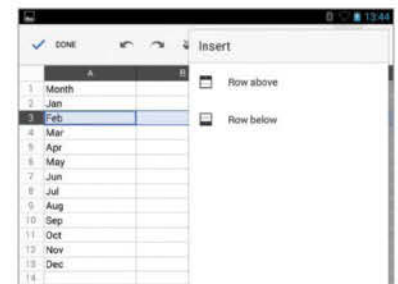 13:44
DONE
Insert
A
B
1 Month
2 Jan
3 Feb
4 Mar
5 Apr
6 May
7 Jun
8 Jul
9 Aug
10 Sep
11 Oct
12 Nov
13 Dec
14
Row above
Row below